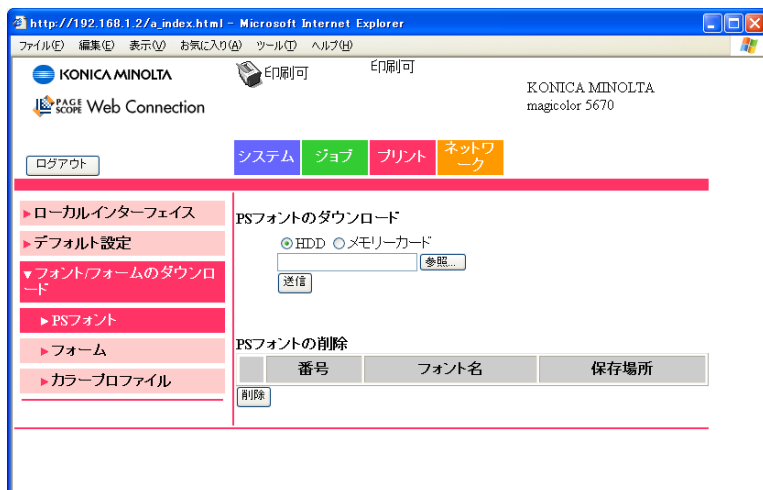 http://192.168.1.2/a_index.html - Microsoft Internet Explorer
ファイル(F) 編集(E) 表示(V) お気に入り(A) ツール(T) ヘルプ(H)
KONICA MINOLTA
印刷可
印刷可
KONICA MINOLTA
magicolor 5670
PAGE SCOPE Web Connection
ログアウト
システム
ジョブ
プリント
ネットワ
ーク
ローカルインターフェイス
デフォルト設定
フォント/フォームのダウンロ
ード
PSフォント
フォーム
カラープロファイル
PSフォントのダウンロード
HDD メモリーカード
参照...
送信
PSフォントの削除
番号 フォント名 保存場所
削除